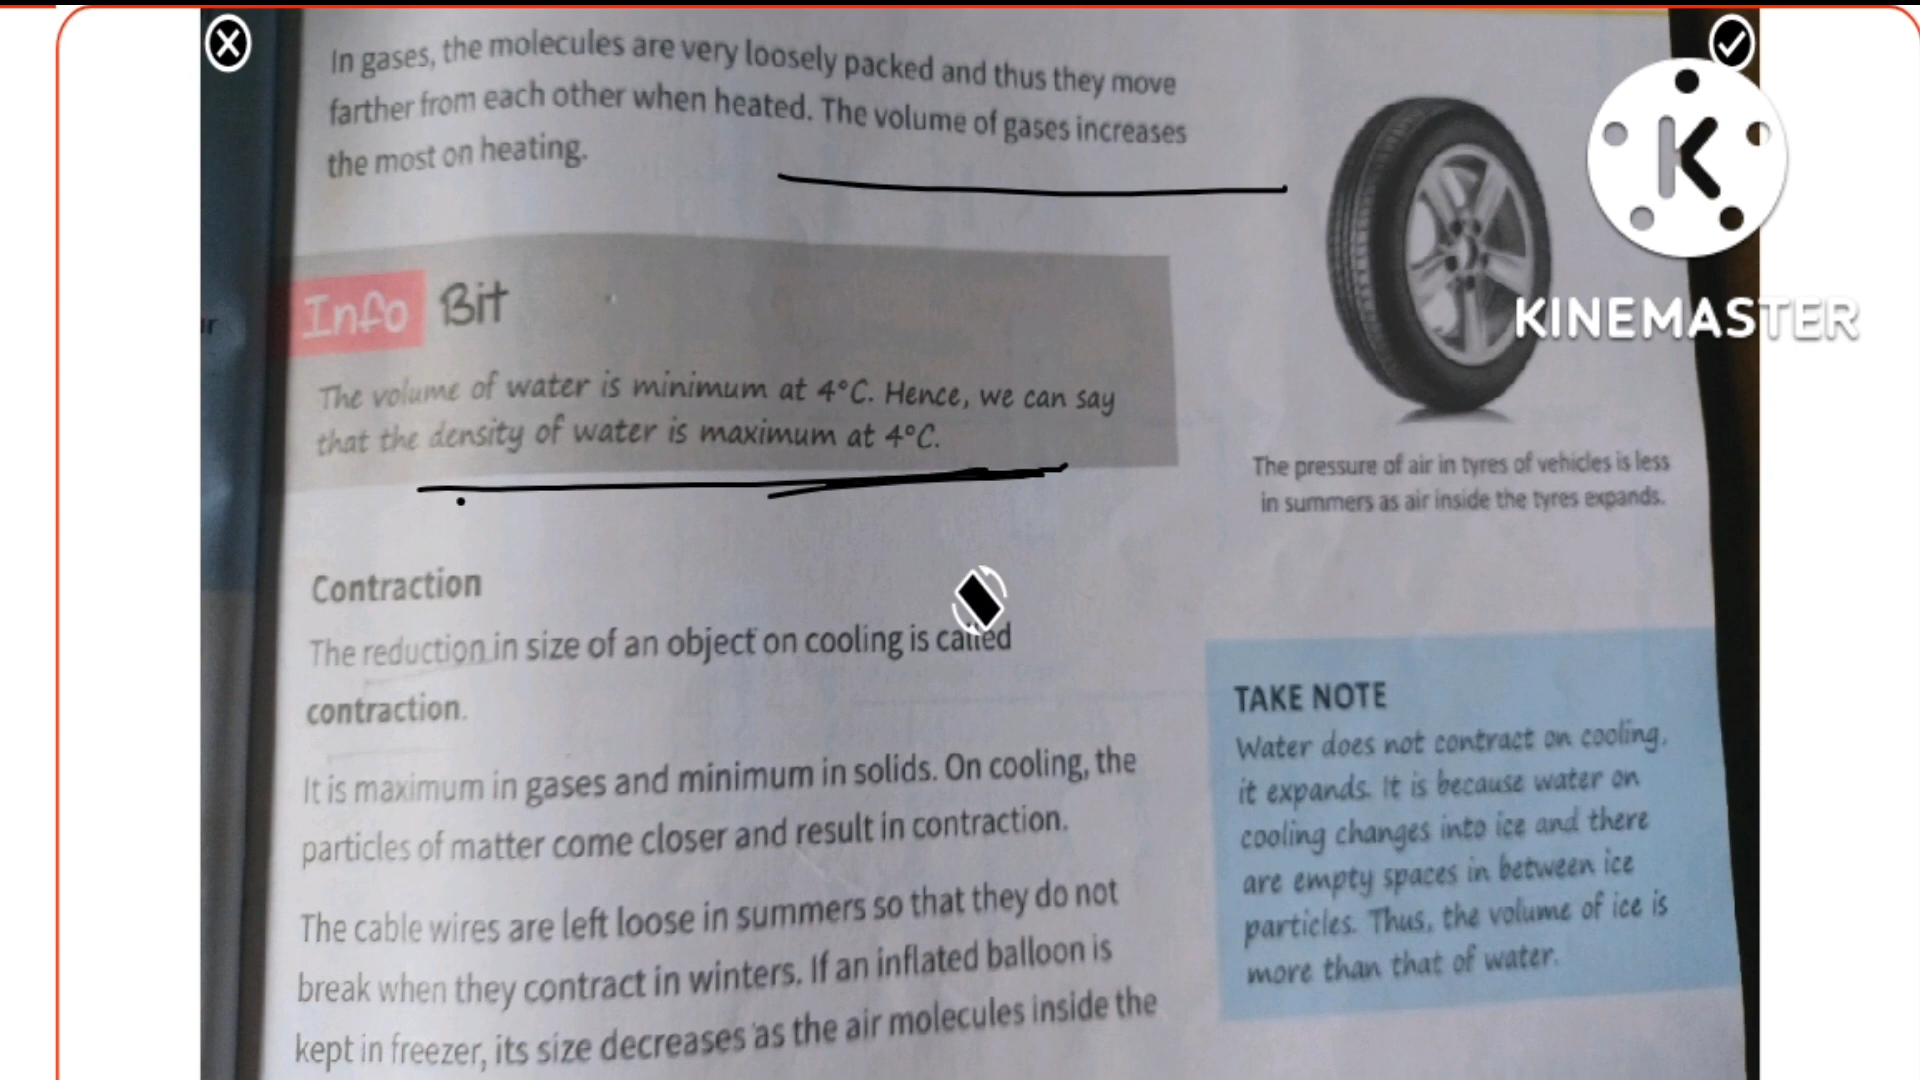 In gases, the molecules are very loosely packed and thus they move
farther from each other when heated. The volume of gases increases
the most on heating.
Info Bit
The volume of water is minimum at 4°C. Hence, we can say
that the density of water is maximum at 4°C.
Contraction
The reduction in size of an object on cooling is called
contraction.
It is maximum in gases and minimum in solids. On cooling, the
particles of matter come closer and result in contraction.
The cable wires are left loose in summers so that they do not
break when they contract in winters. If an inflated balloon is
kept in freezer, its size decreases as the air molecules inside the
K
KINEMASTER
The pressure of air in tyres of vehicles is less
in summers as air inside the tyres expands.
TAKE NOTE
Water does not contract on cooling,
it expands. It is because water on
cooling changes into ice and there
are empty spaces in between ice
particles. Thus, the volume of ice is
more than that of water.